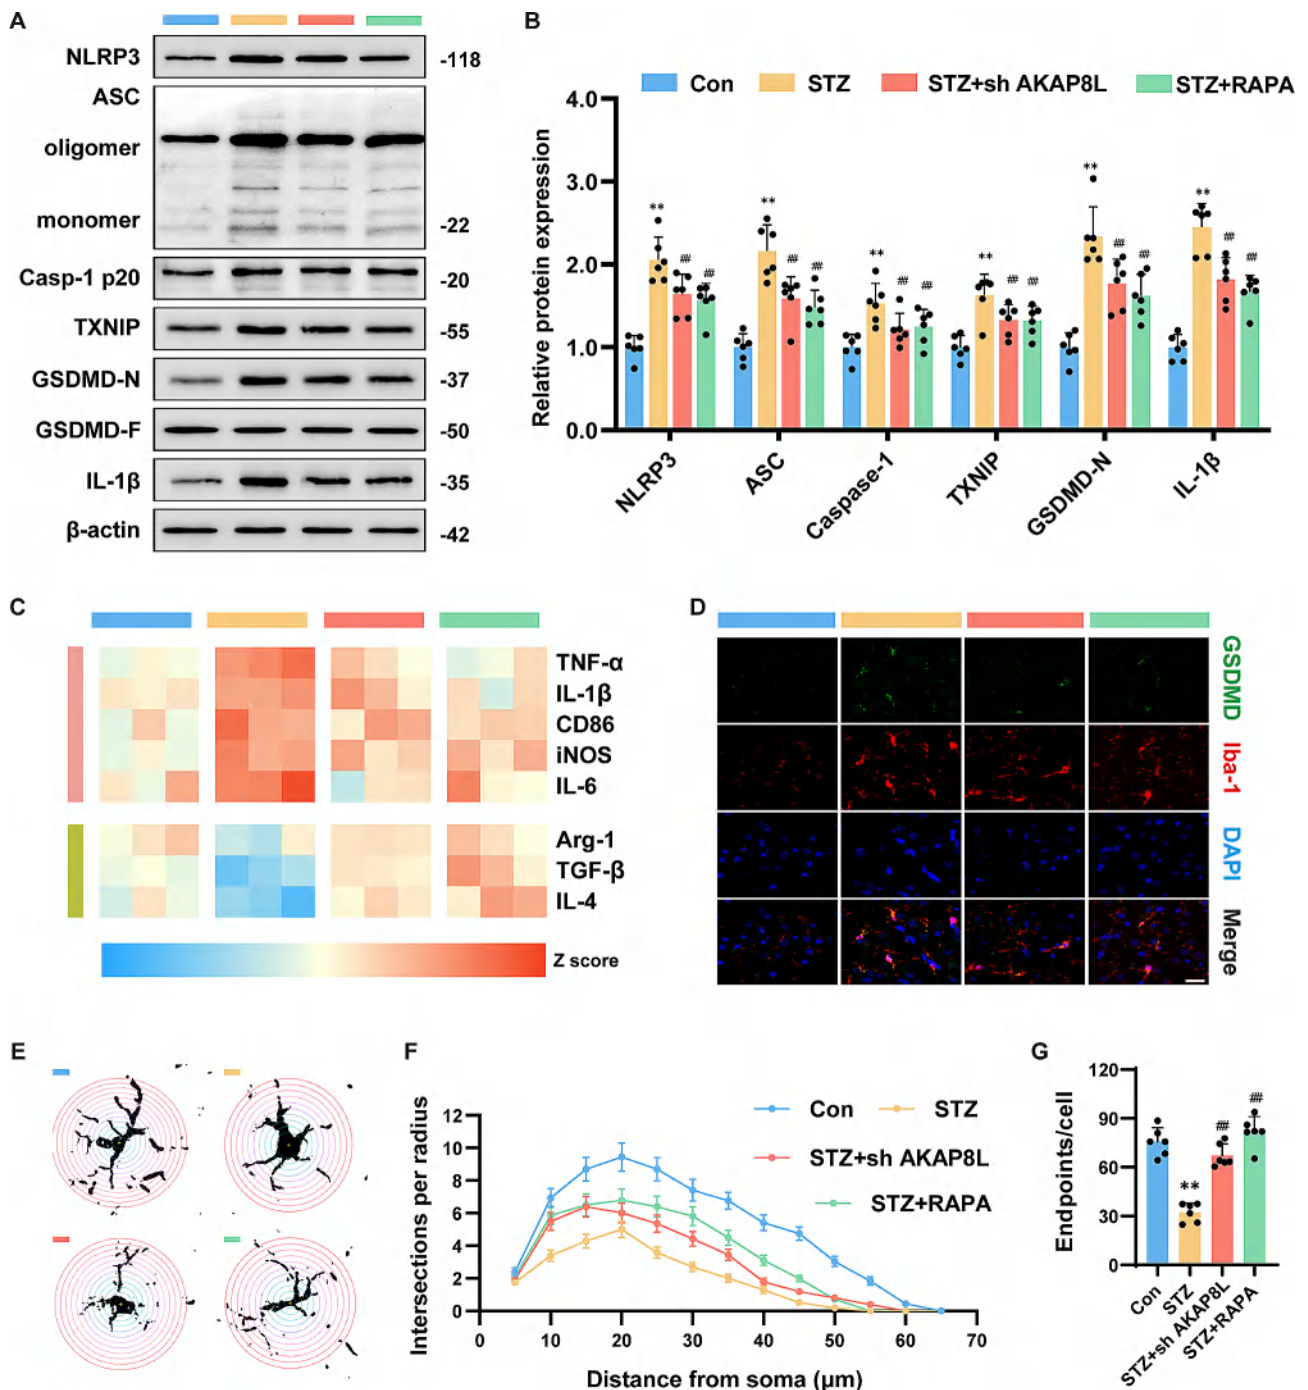 A
NLRP3
-118
ASC
oligomer
monomer
-22
Casp-1 p20
-20
TXNIP
-55
GSDMD-N
-37
GSDMD-F
-50
IL-1β
-35
β-actin
-42
B
Con
STZ
STZ+sh AKAP8L
STZ+RAPA
Relative protein expression
4.0
3.0
2.0
1.0
0.0
** ## ##
** ## ##
** ## ##
** ## ##
** ## ##
** ## ##
NLRP3
ASC
Caspase-1
TXNIP
GSDMD-N
IL-1β
C
TNF-α
IL-1β
CD86
iNOS
IL-6
Arg-1
TGF-β
IL-4
Z score
D
GSDMD
Iba-1
DAPI
Merge
E
F
Con
STZ
STZ+sh AKAP8L
STZ+RAPA
Intersections per radius
12
10
8
6
4
2
0
0 10 20 30 40 50 60 70
Distance from soma (μm)
G
Endpoints/cell
120
90
60
30
0
**
##
##
Con
STZ
STZ+sh AKAP8L
STZ+RAPA